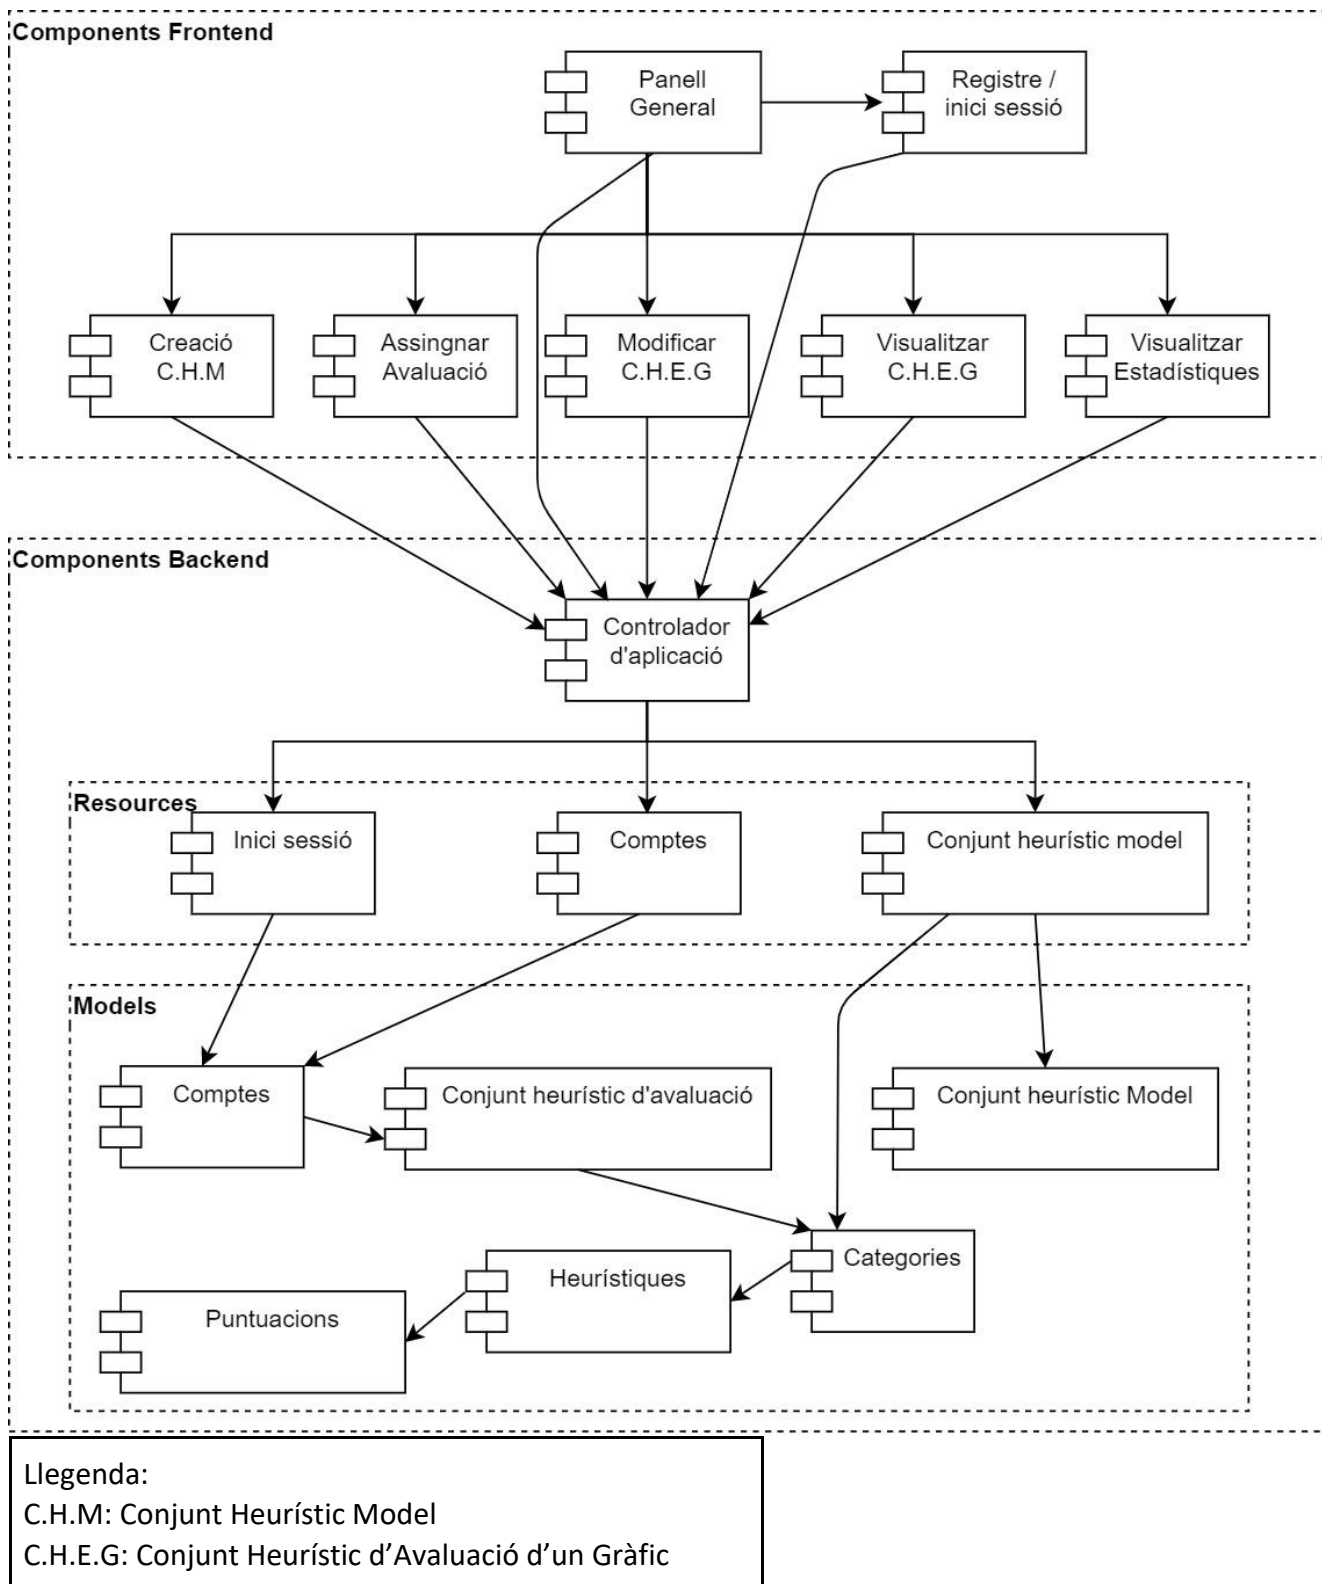 Components Frontend
Panell
General
Registre /
inici sessió
Creació
C.H.M
Assingnar
Avaluació
Modificar
C.H.E.G
Visualitzar
C.H.E.G
Visualitzar
Estadístiques
Components Backend
Controlador
d'aplicació
Resources
Inici sessió
Comptes
Conjunt heurístic model
Models
Comptes
Conjunt heurístic d'avaluació
Conjunt heurístic Model
Categories
Heurístiques
Puntuacions
Llegenda:
C.H.M: Conjunt Heurístic Model
C.H.E.G: Conjunt Heurístic d’Avaluació d’un Gràfic